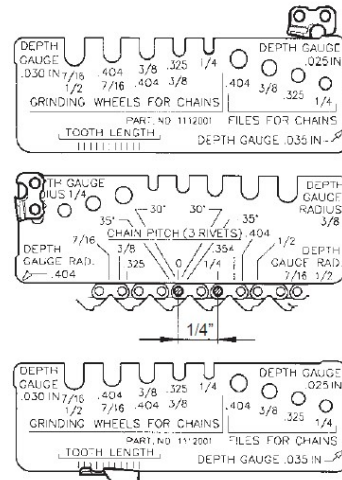 DEPTH GAUGE .030 IN
7/16 1/2
.404 7/16
3/8 .404
.325 3/8
1/4
DEPTH GAUGE .025 IN
.404 3/8 .325 1/4
GRINDING WHEELS FOR CHAINS
PART. NO 1112001
FILES FOR CHAINS
TOOTH LENGTH
DEPTH GAUGE .035 IN
TH GAUGE
IUS 1/4
DEPTH GAUGE RADIUS 3/8
35° 30° 30° 35°
CHAIN PITCH (3 RIVETS) .404
7/16 3/8 .325 0 1/4 .354 1/2
DEPTH GAUGE RAD. .404
DEPTH GAUGE RAD. 7/16 1/2
1/4"
DEPTH GAUGE .030 IN
7/16 1/2
.404 7/16
3/8 .404
.325 3/8
1/4
DEPTH GAUGE .025 IN
.404 3/8 .325 1/4
GRINDING WHEELS FOR CHAINS
PART. NO 1112001
FILES FOR CHAINS
TOOTH LENGTH
DEPTH GAUGE .035 IN